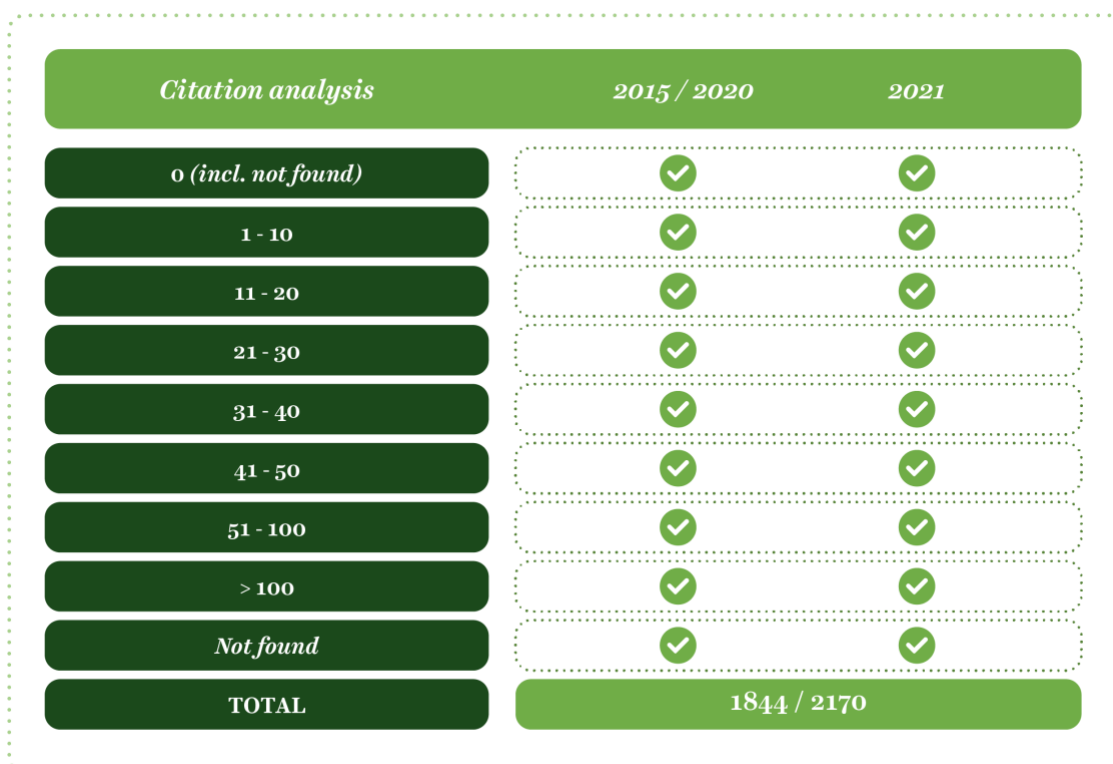 Citation analysis 2015 / 2020 2021
0 (incl. not found)
1 - 10
11 - 20
21 - 30
31 - 40
41 - 50
51 - 100
> 100
Not found
TOTAL 1844 / 2170